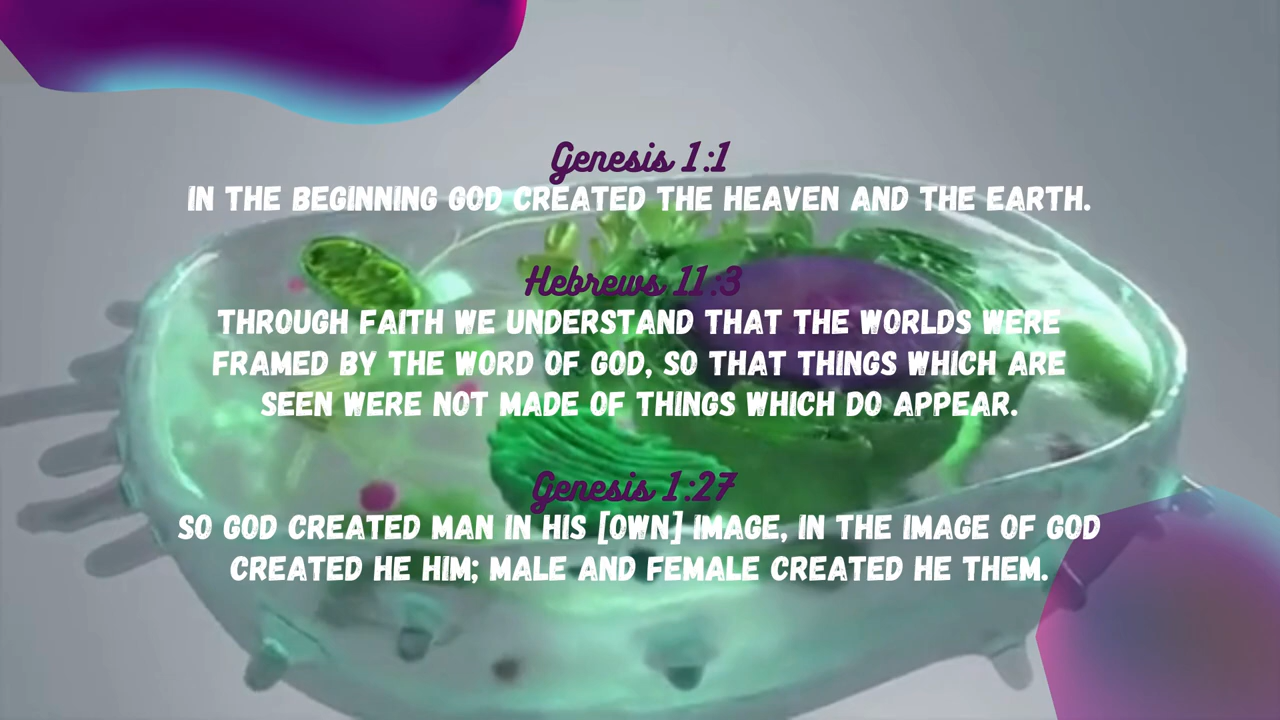 Genesis 1:1
IN THE BEGINNING GOD CREATED THE HEAVEN AND THE EARTH.
Hebrews 11:3
THROUGH FAITH WE UNDERSTAND THAT THE WORLDS WERE
FRAMED BY THE WORD OF GOD, SO THAT THINGS WHICH ARE
SEEN WERE NOT MADE OF THINGS WHICH DO APPEAR.
Genesis 1:27
SO GOD CREATED MAN IN HIS [OWN] IMAGE, IN THE IMAGE OF GOD
CREATED HE HIM; MALE AND FEMALE CREATED HE THEM.